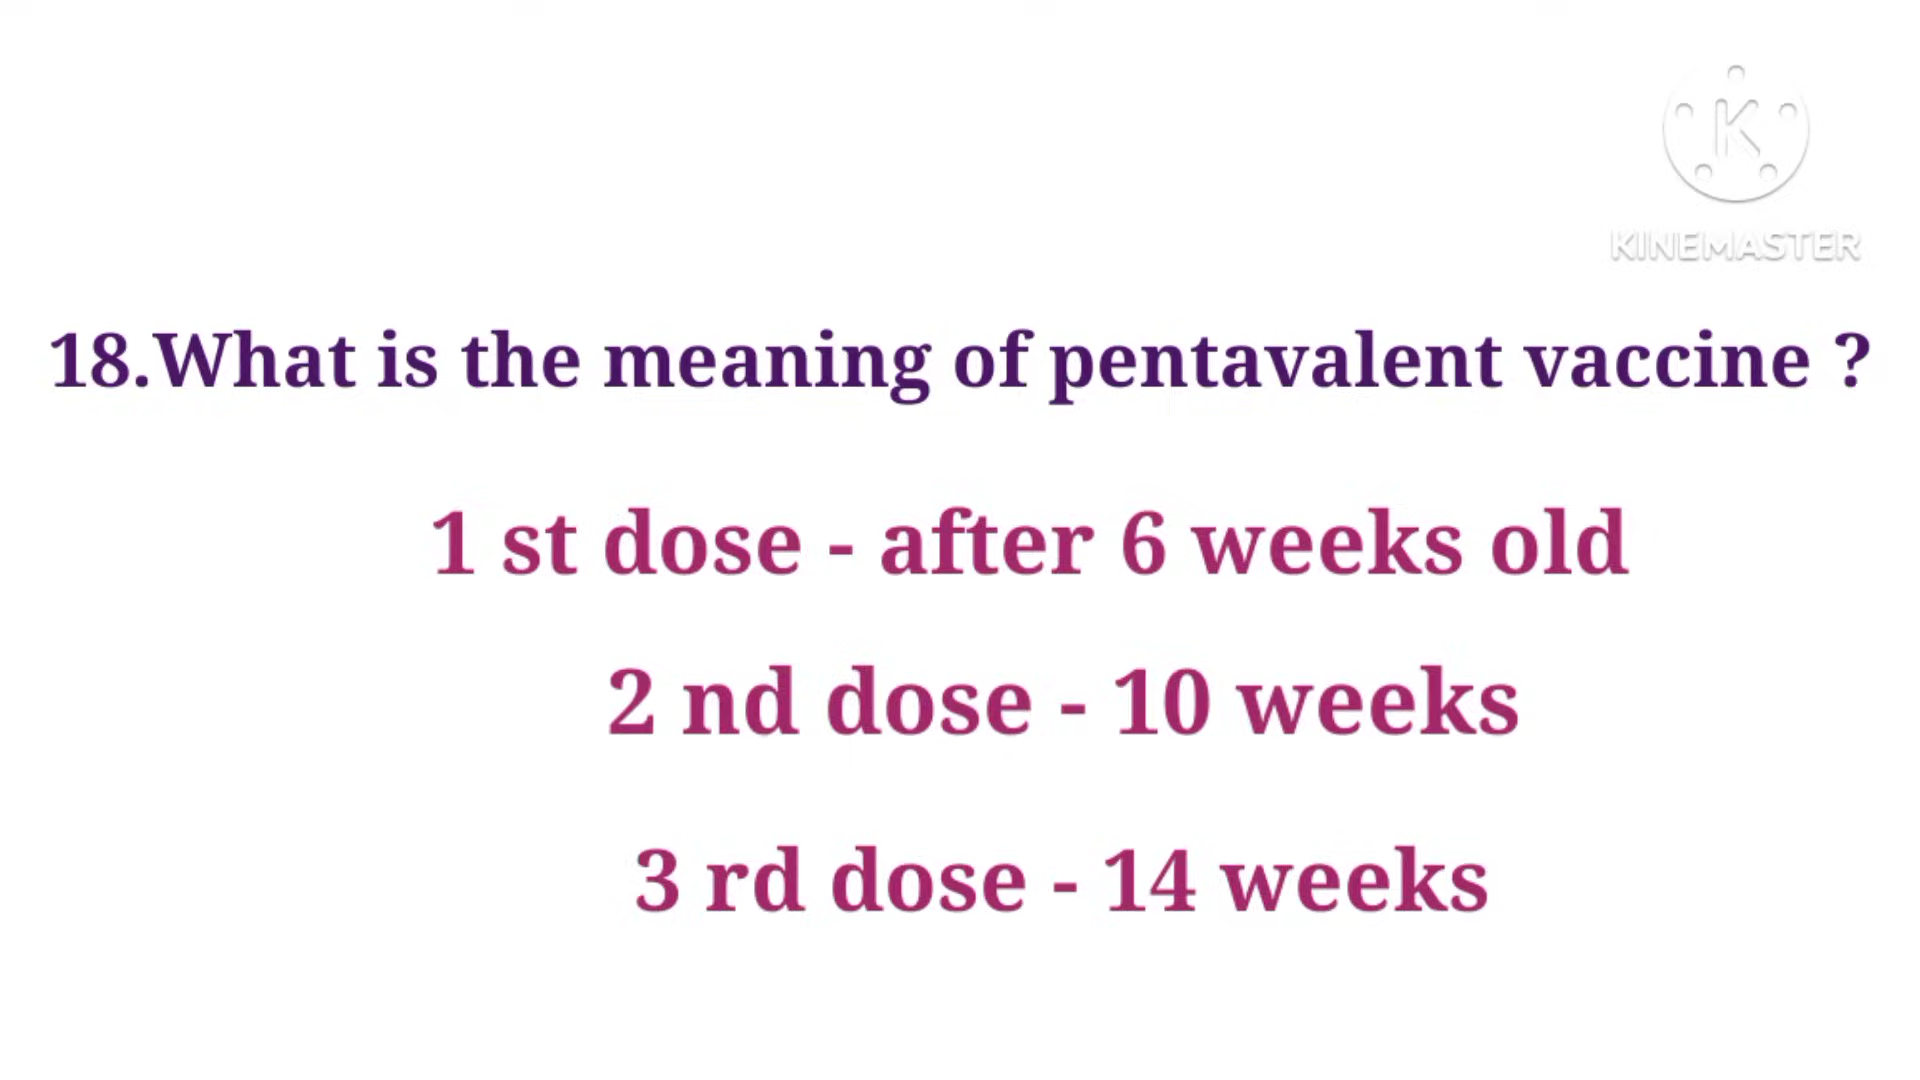 K
KINEMASTER
18.What is the meaning of pentavalent vaccine ?
1 st dose - after 6 weeks old
2 nd dose - 10 weeks
3 rd dose - 14 weeks